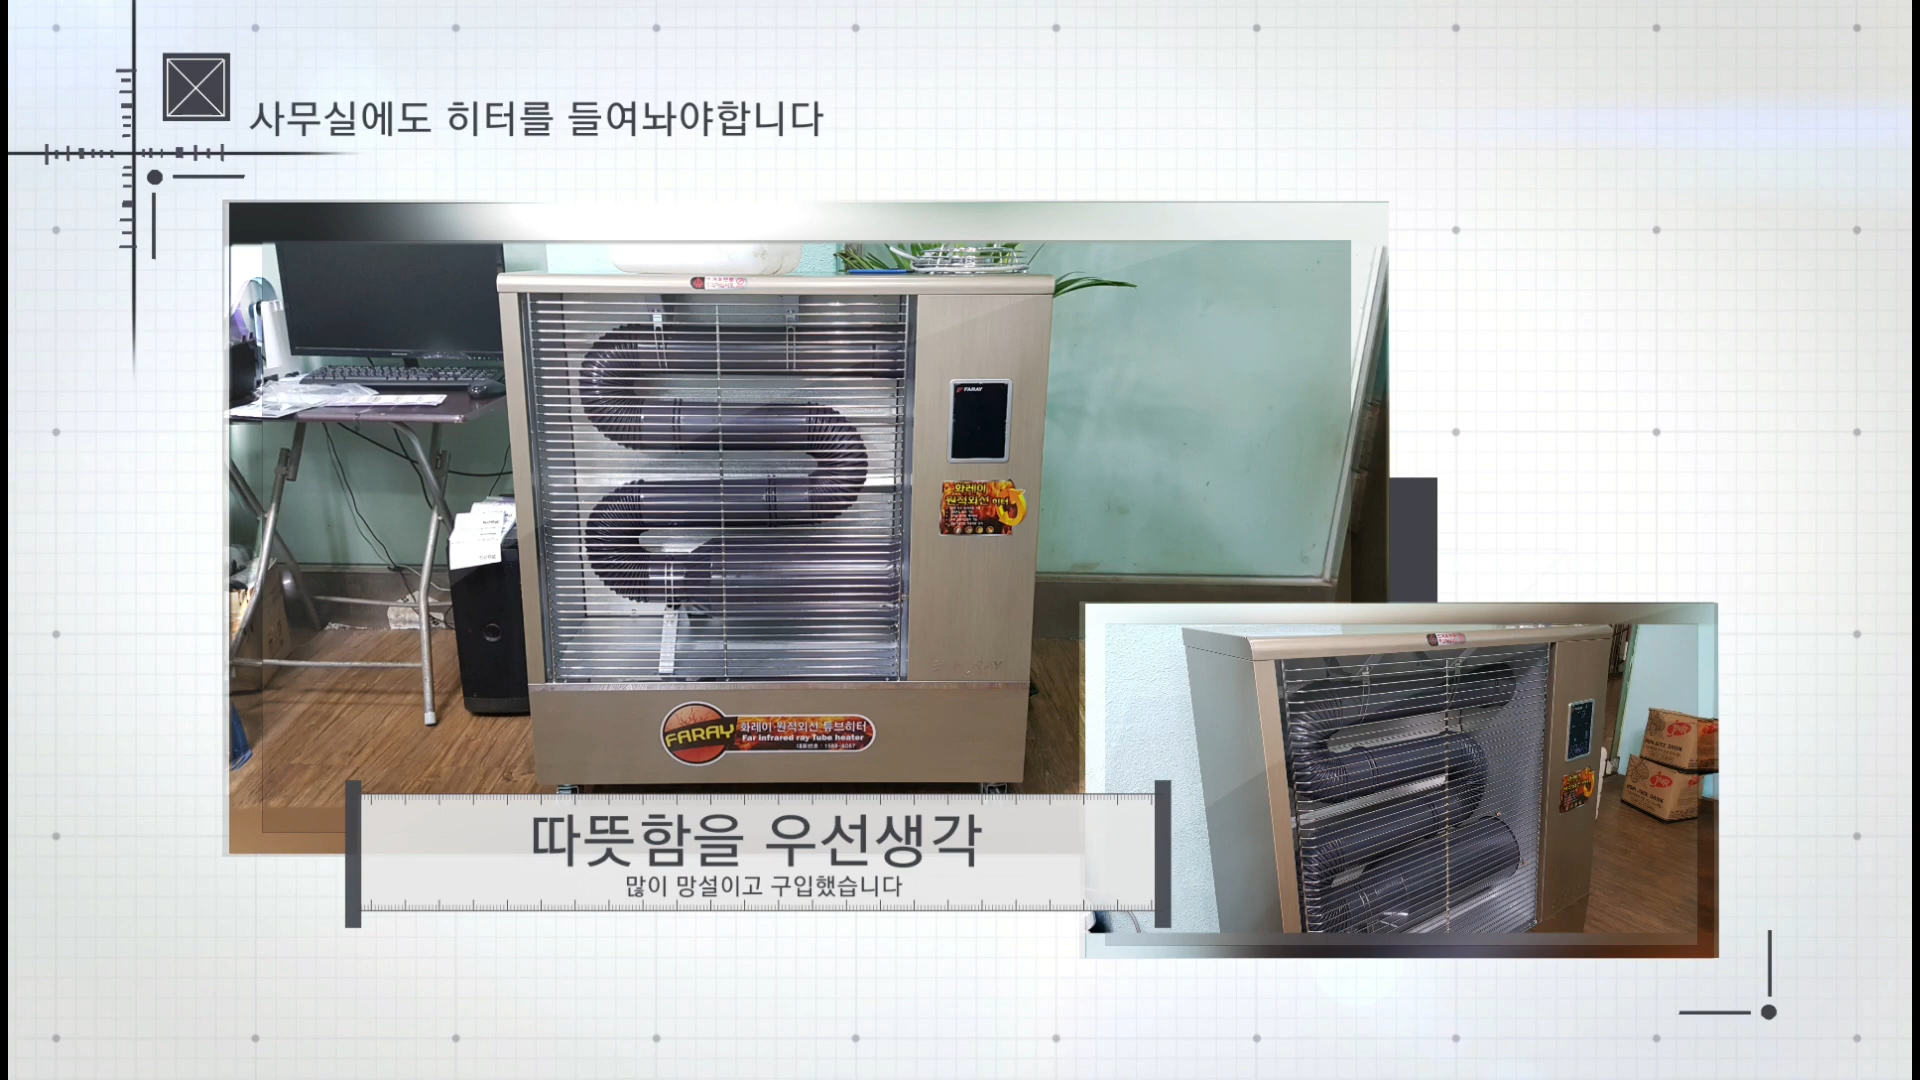 사무실에도 히터를 들여놔야합니다
FARAY
화레이
원적외선 히터
FARAY
FARAY
화레이 원적외선 튜브히터
Far infrared ray Tube heater
따뜻함을 우선생각
많이 망설이고 구입했습니다